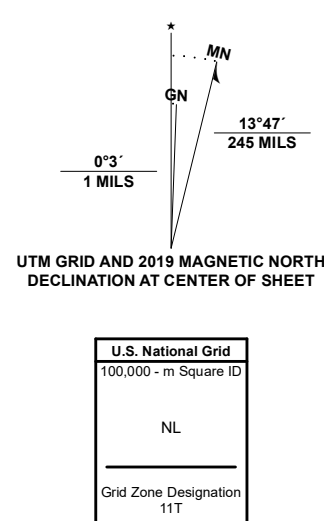 ★
MN
GN
13°47´
245 MILS
0°3´
1 MILS
UTM GRID AND 2019 MAGNETIC NORTH
DECLINATION AT CENTER OF SHEET
U.S. National Grid
100,000 - m Square ID
NL
Grid Zone Designation
11T